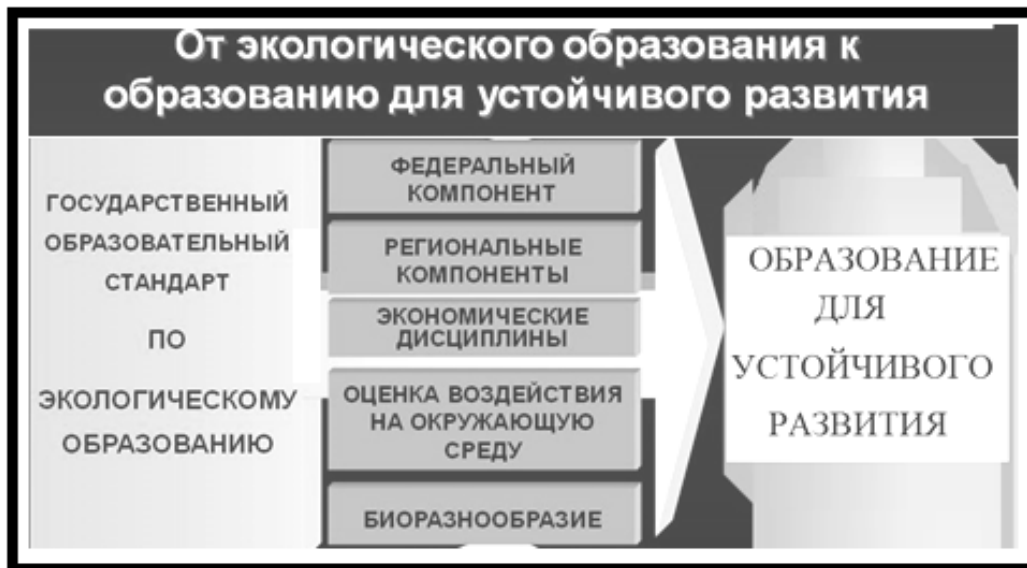 От экологического образования к
образованию для устойчивого развития
ГОСУДАРСТВЕННЫЙ
ОБРАЗОВАТЕЛЬНЫЙ
СТАНДАРТ
ПО
ЭКОЛОГИЧЕСКОМУ
ОБРАЗОВАНИЮ
ФЕДЕРАЛЬНЫЙ
КОМПОНЕНТ
РЕГИОНАЛЬНЫЕ
КОМПОНЕНТЫ
ЭКОНОМИЧЕСКИЕ
ДИСЦИПЛИНЫ
ОЦЕНКА ВОЗДЕЙСТВИЯ
НА ОКРУЖАЮЩУЮ
СРЕДУ
БИОРАЗНООБРАЗИЕ
ОБРАЗОВАНИЕ
ДЛЯ
УСТОЙЧИВОГО
РАЗВИТИЯ